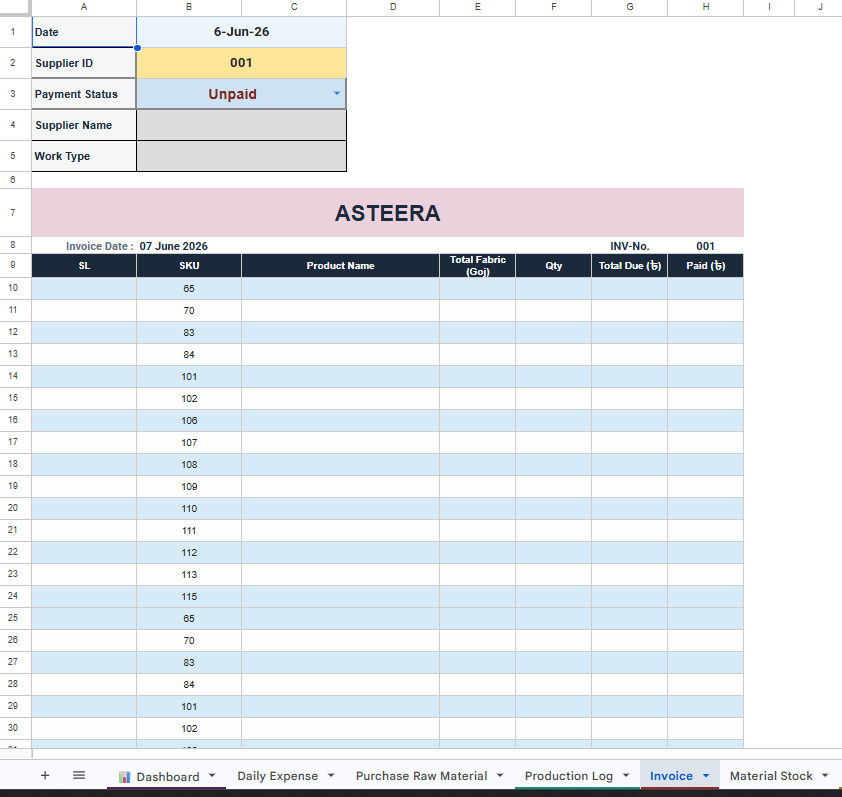 A B C D E F G H I J
1 Date 6-Jun-26
2 Supplier ID 001
3 Payment Status Unpaid
4 Supplier Name
5 Work Type
6
7 ASTEERA
8 Invoice Date : 07 June 2026 INV-No. 001
9 SL SKU Product Name Total Fabric (Goj) Qty Total Due (৳) Paid (৳)
10 65
11 70
12 83
13 84
14 101
15 102
16 106
17 107
18 108
19 109
20 110
21 111
22 112
23 113
24 115
25 65
26 70
27 83
28 84
29 101
30 102
+ Dashboard Daily Expense Purchase Raw Material Production Log Invoice Material Stock